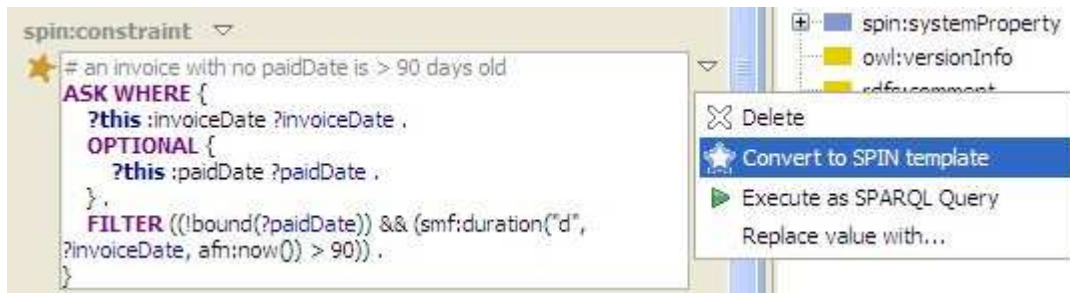 spin:constraint
# an invoice with no paidDate is > 90 days old
ASK WHERE {
?this :invoiceDate ?invoiceDate .
OPTIONAL {
?this :paidDate ?paidDate .
} .
FILTER ((!bound(?paidDate)) && (smf:duration("d",
?invoiceDate, afn:now()) > 90)) .
}
spin:systemProperty
owl:versionInfo
rdfs:comment
Delete
Convert to SPIN template
Execute as SPARQL Query
Replace value with...